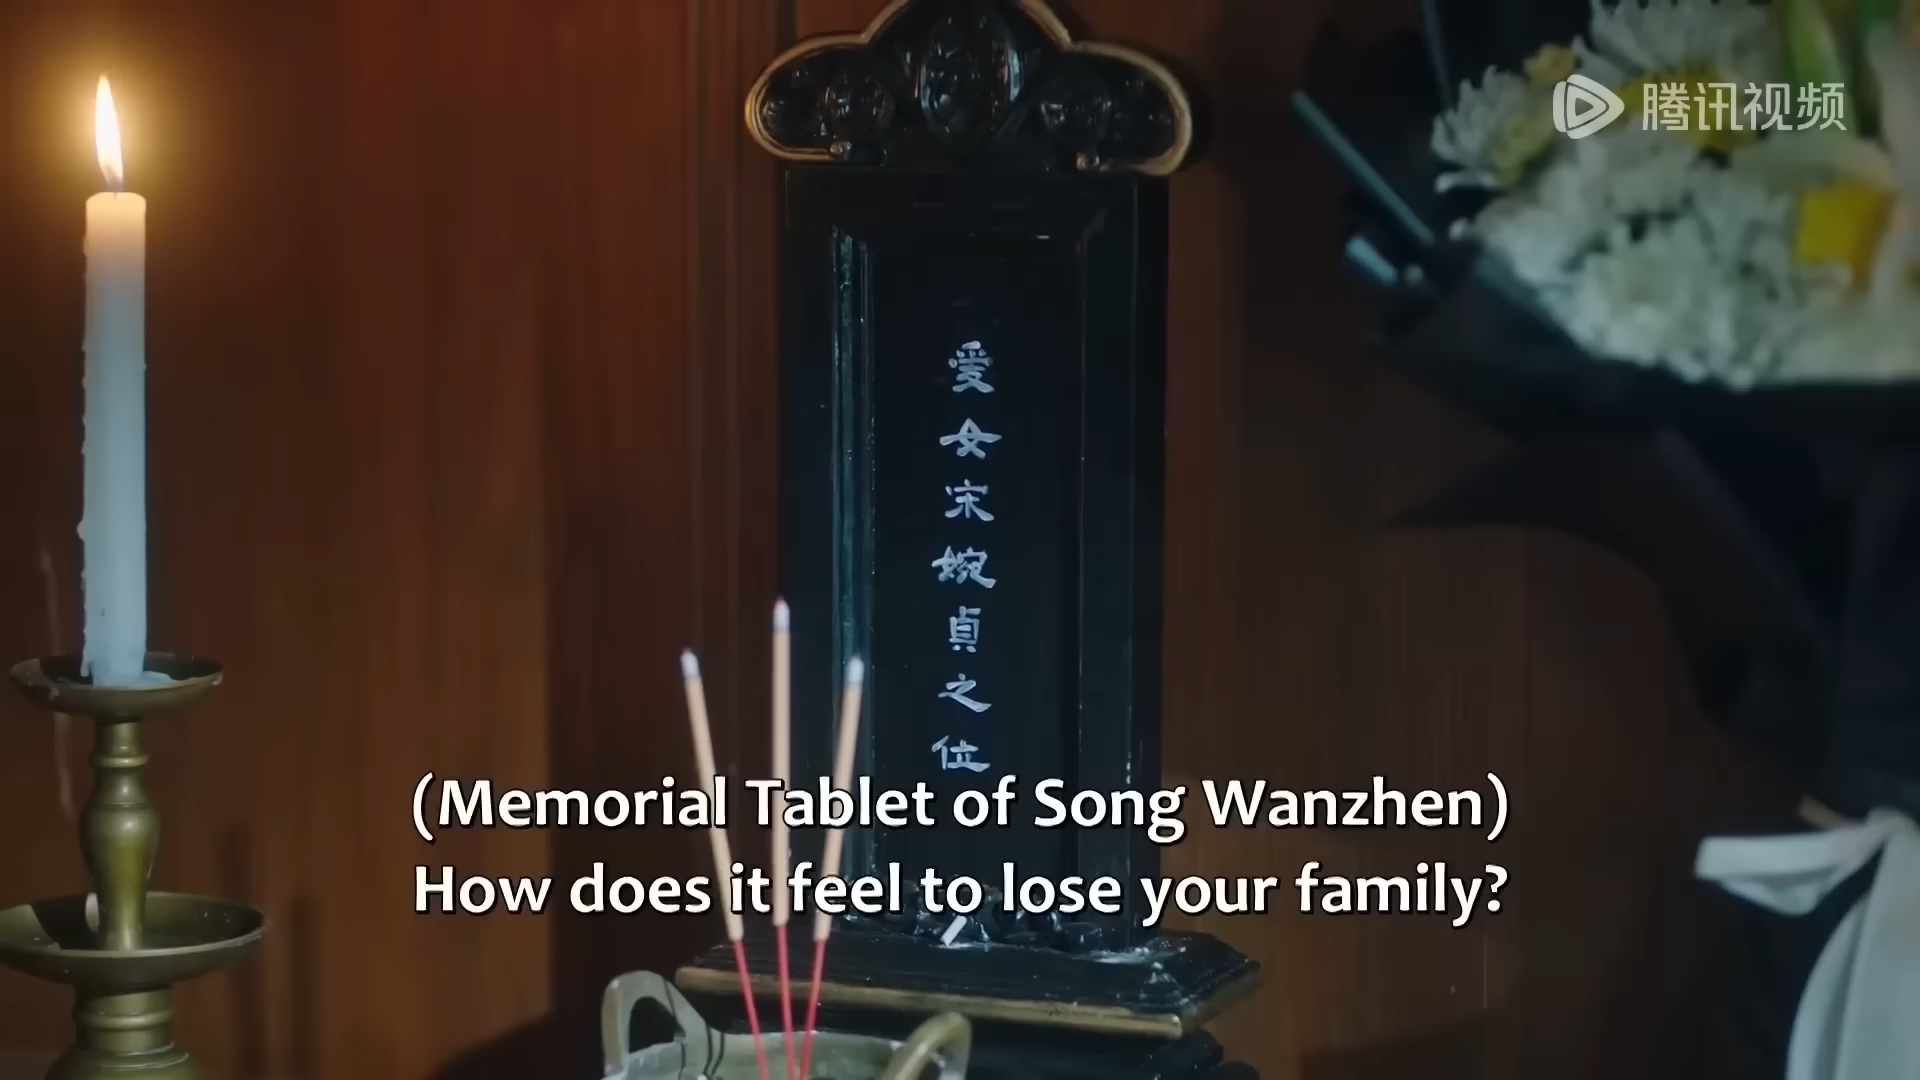 腾讯视频
爱女宋婉貞之位
(Memorial Tablet of Song Wanzhen)
How does it feel to lose your family?